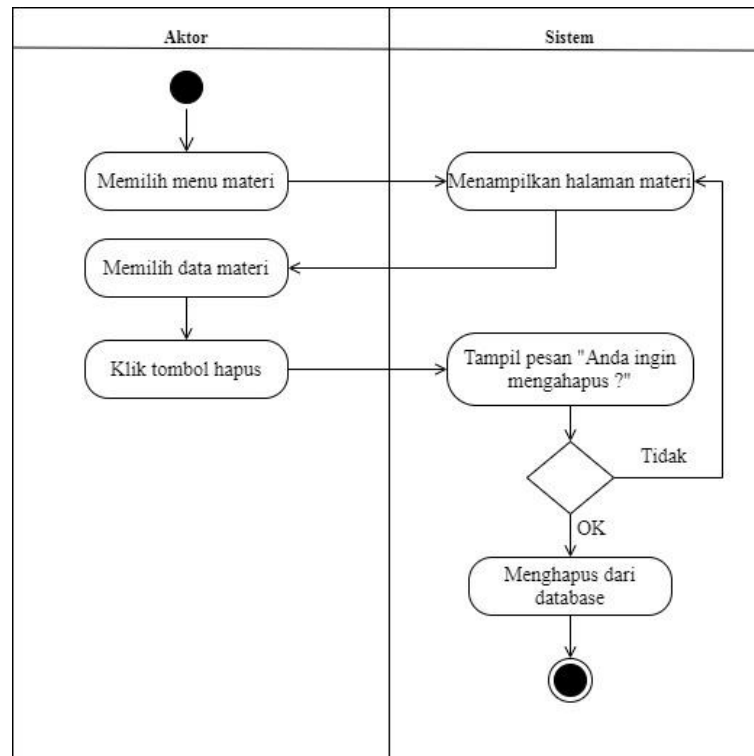 Aktor
Sistem
Memilih menu materi
Menampilkan halaman materi
Memilih data materi
Klik tombol hapus
Tampil pesan "Anda ingin
mengahapus ?"
Tidak
OK
Menghapus dari
database